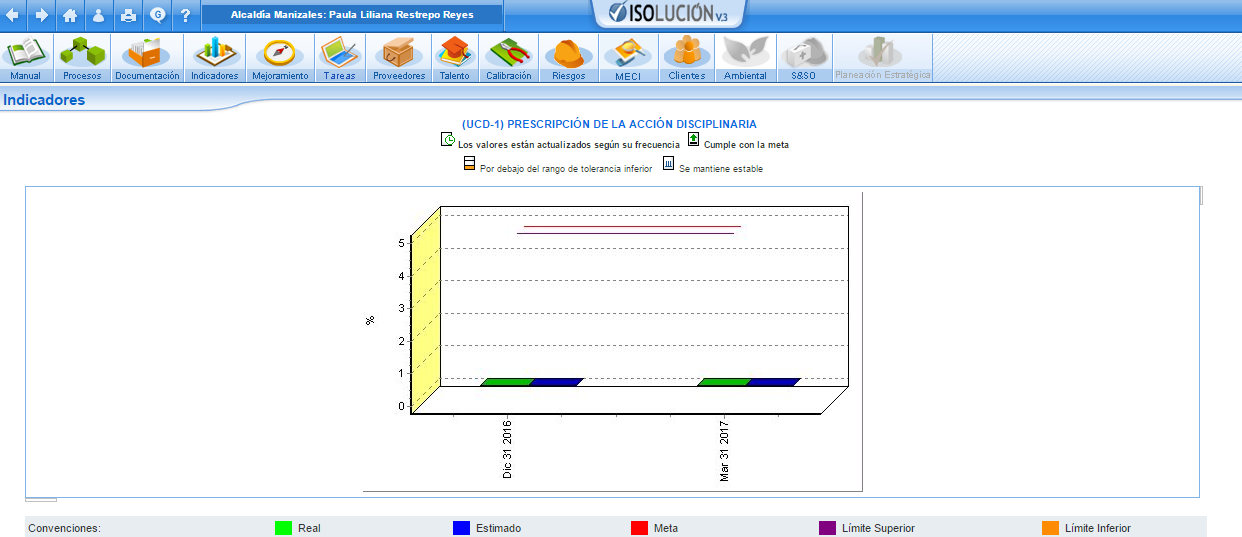 G ? Alcaldía Manizales: Paula Liliana Restrepo Reyes ISOLUCIÓN V.3
Manual Procesos Documentación Indicadores Mejoramiento Tareas Proveedores Talento Calibración Riesgos MECI Clientes Ambiental S&SO Planeación Estratégica
Indicadores
(UCD-1) PRESCRIPCIÓN DE LA ACCIÓN DISCIPLINARIA
Los valores están actualizados según su frecuencia Cumple con la meta
Por debajo del rango de tolerancia inferior Se mantiene estable
5
4
3
%
2
1
0
Dic 31 2016
Mar 31 2017
Convenciones: Real Estimado Meta Límite Superior Límite Inferior